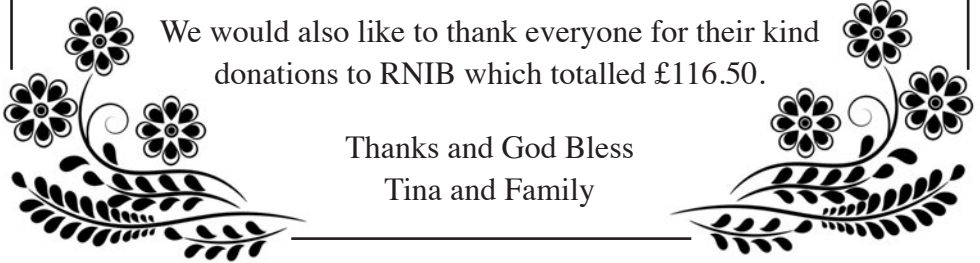 We would also like to thank everyone for their kind
donations to RNIB which totalled £116.50.
Thanks and God Bless
Tina and Family